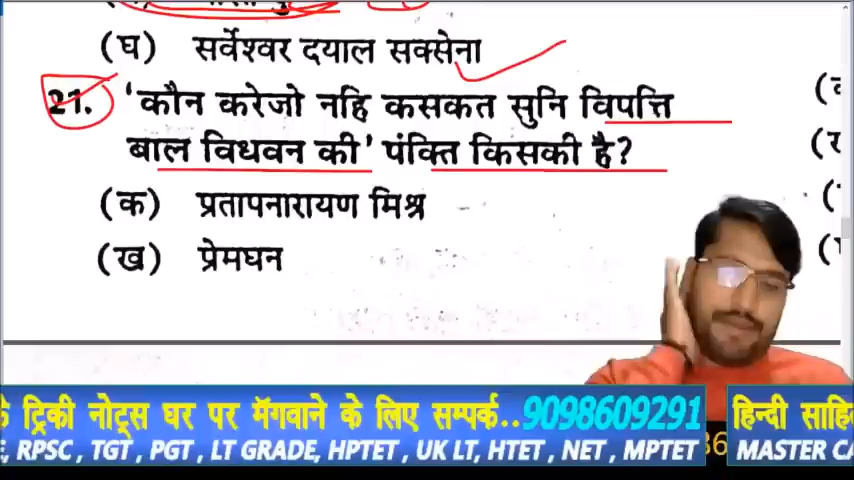 (घ) सर्वेश्वर दयाल सक्सेना
21. 'कौन करेजो नहि कसकत सुनि विपत्ति
बाल विधवन की' पंक्ति किसकी है?
(क) प्रतापनारायण मिश्र
(ख) प्रेमघन
ट्रिकी नोट्स घर पर मॅगवाने के लिए सम्पर्क..9098609291
हिन्दी
RPSC, TGT, PGT, LT GRADE, HPTET, UK LT, HTET, NET, MPTET
MASTER